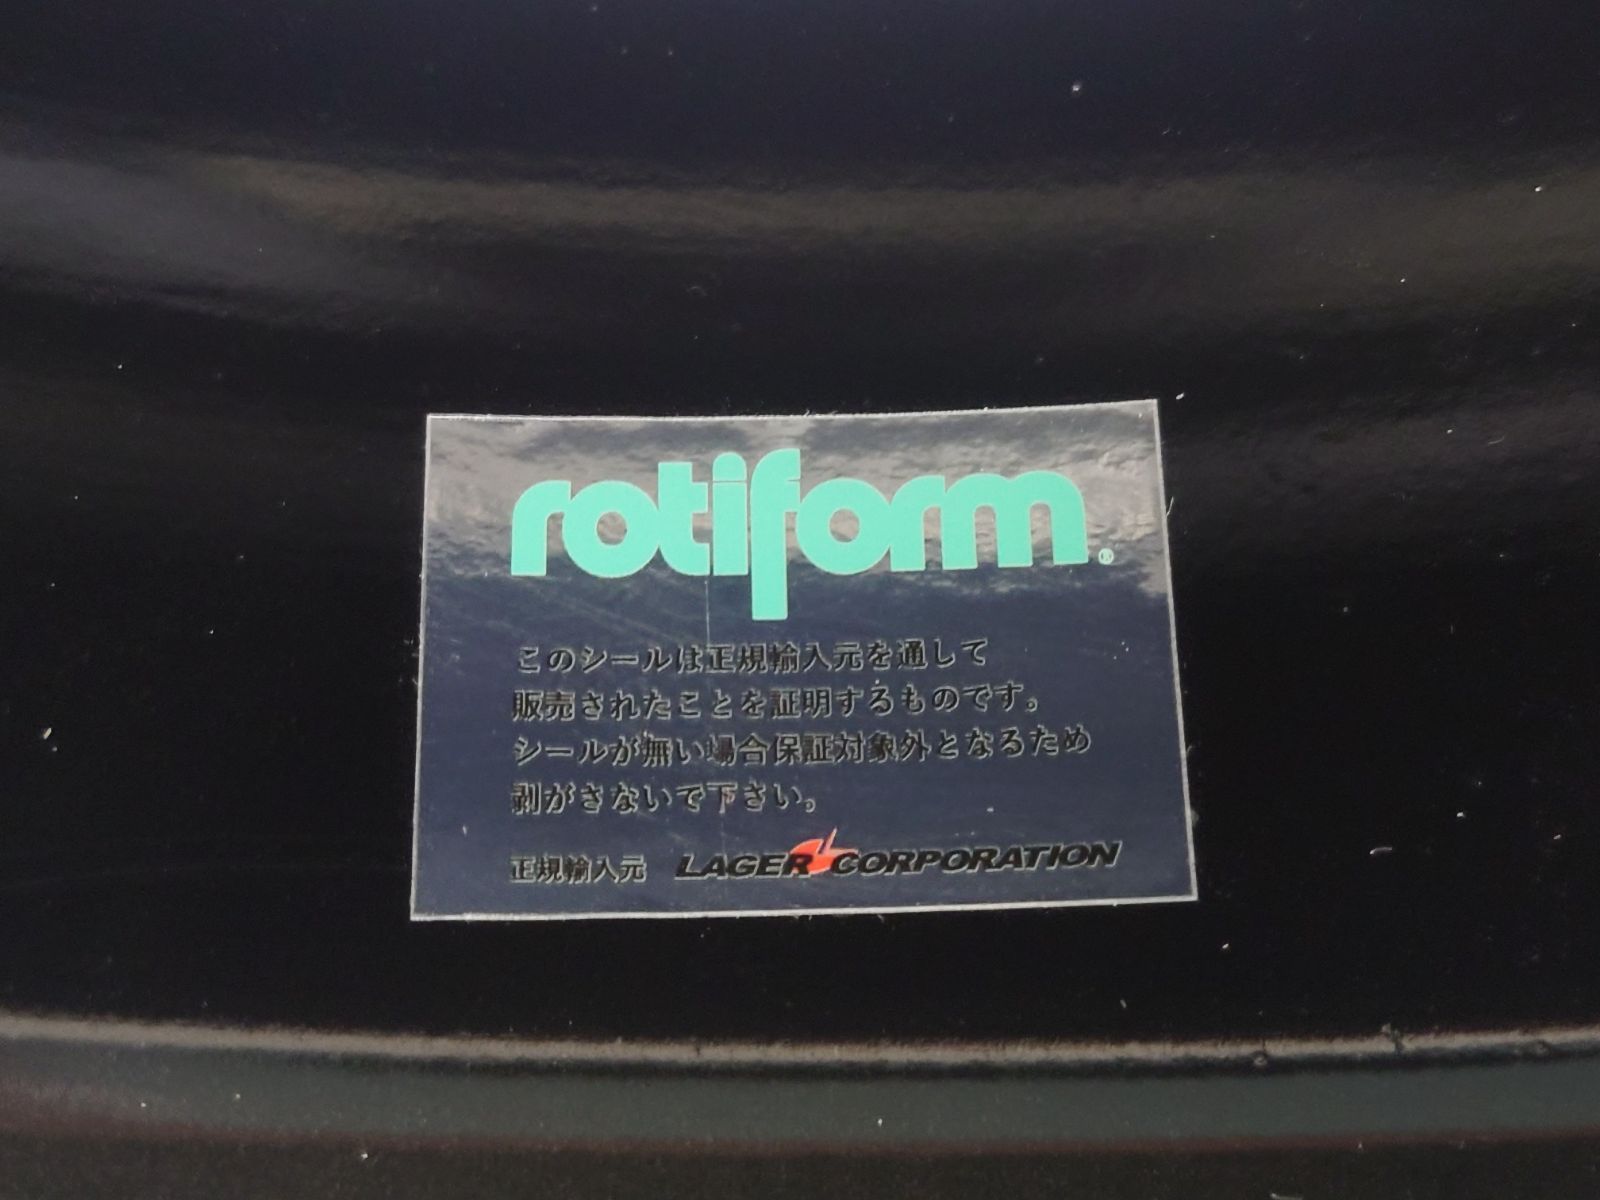 rotiform®
このシールは正規輸入元を通して
販売されたことを証明するものです。
シールが無い場合保証対象外となるため
剥がさないで下さい。
正規輸入元 LAGER CORPORATION